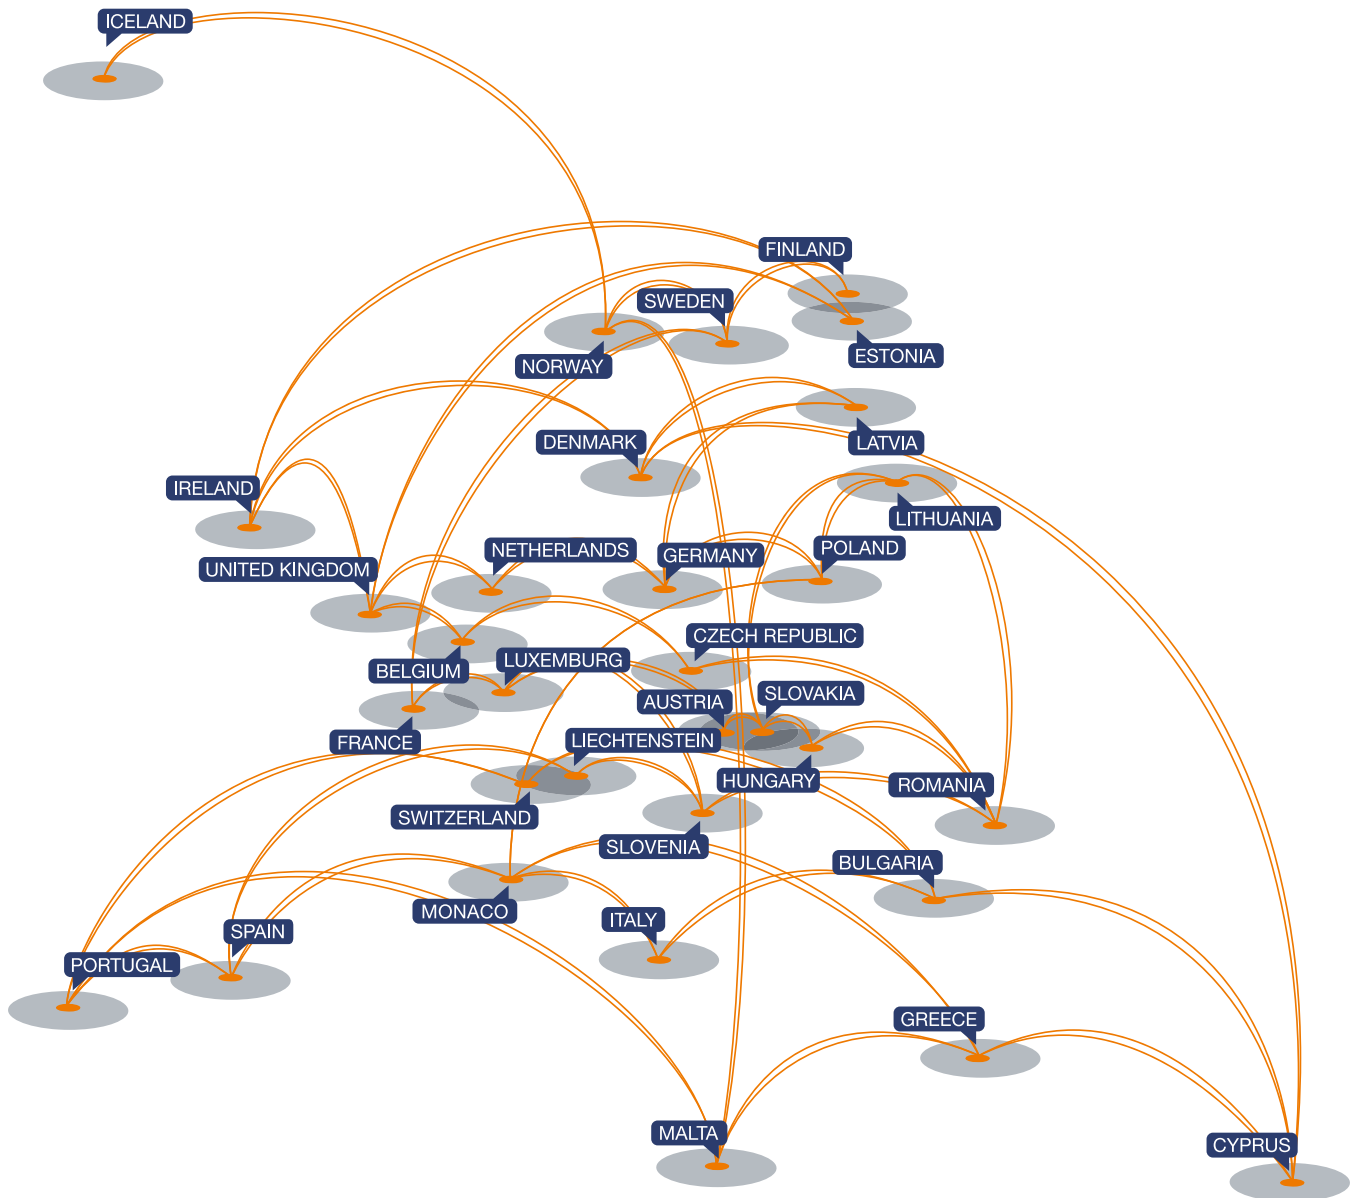 ICELAND
FINLAND
SWEDEN
ESTONIA
NORWAY
DENMARK
LATVIA
IRELAND
LITHUANIA
NETHERLANDS
GERMANY
POLAND
UNITED KINGDOM
CZECH REPUBLIC
LUXEMBURG
BELGIUM
SLOVAKIA
AUSTRIA
FRANCE
LIECHTENSTEIN
HUNGARY
ROMANIA
SWITZERLAND
SLOVENIA
BULGARIA
MONACO
ITALY
SPAIN
PORTUGAL
GREECE
MALTA
CYPRUS